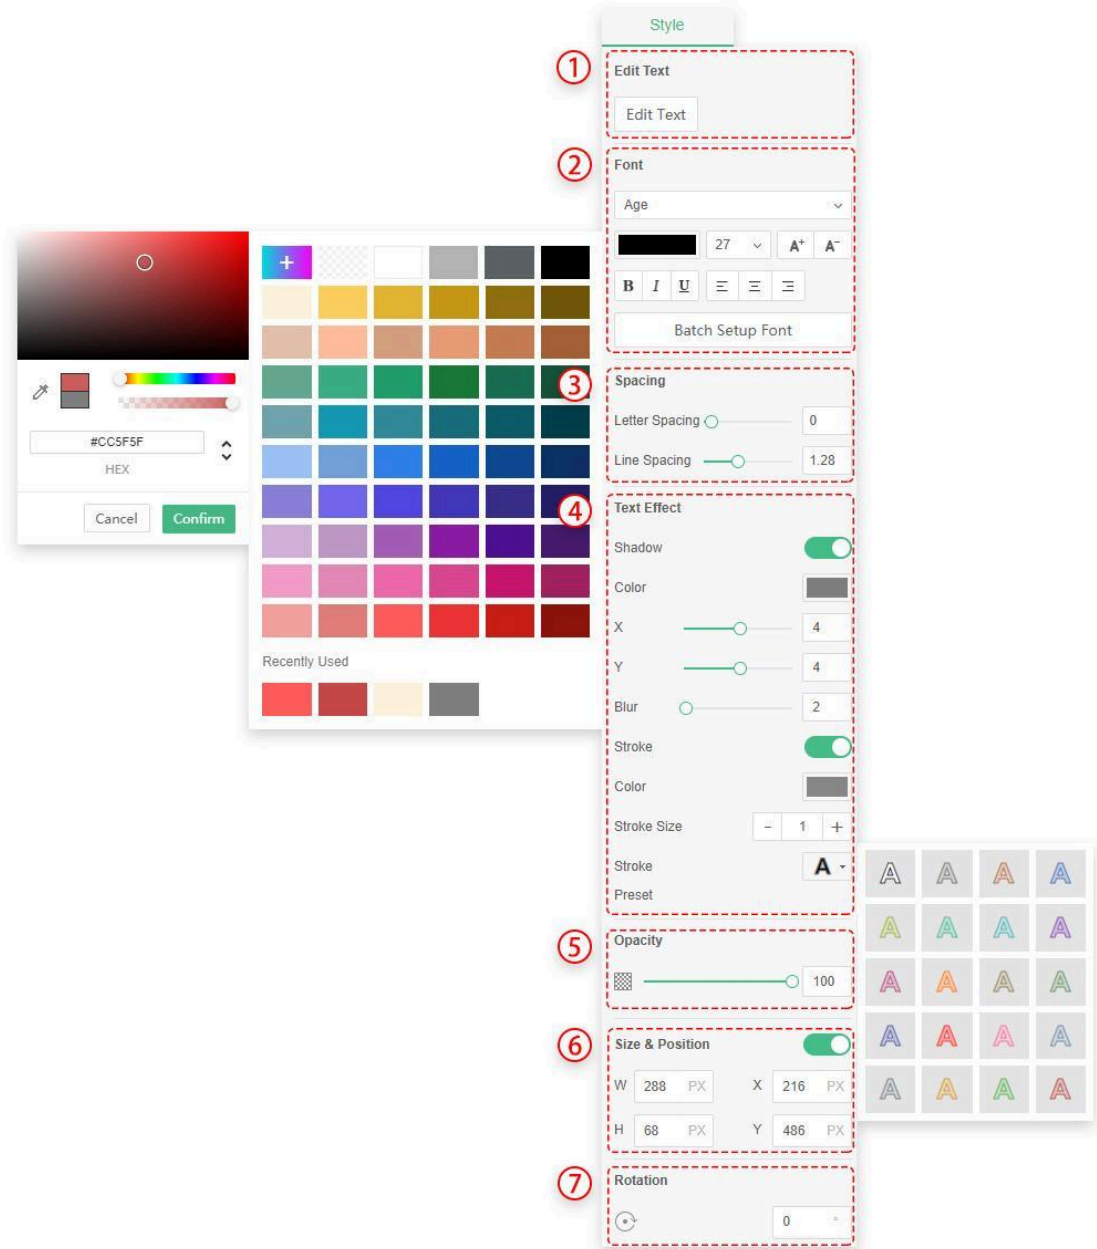 Style
① Edit Text
Edit Text
② Font
Age
27 A+ A-
B I U
Batch Setup Font
③ Spacing
Letter Spacing 0
Line Spacing 1.28
④ Text Effect
Shadow
Color
X 4
Y 4
Blur 2
Stroke
Color
Stroke Size - 1 +
Stroke A
Preset
⑤ Opacity
100
⑥ Size & Position
W 288 PX X 216 PX
H 68 PX Y 486 PX
⑦ Rotation
0 °
#CC5F5F
HEX
Cancel Confirm
+
Recently Used
A A A A
A A A A
A A A A
A A A A
A A A A